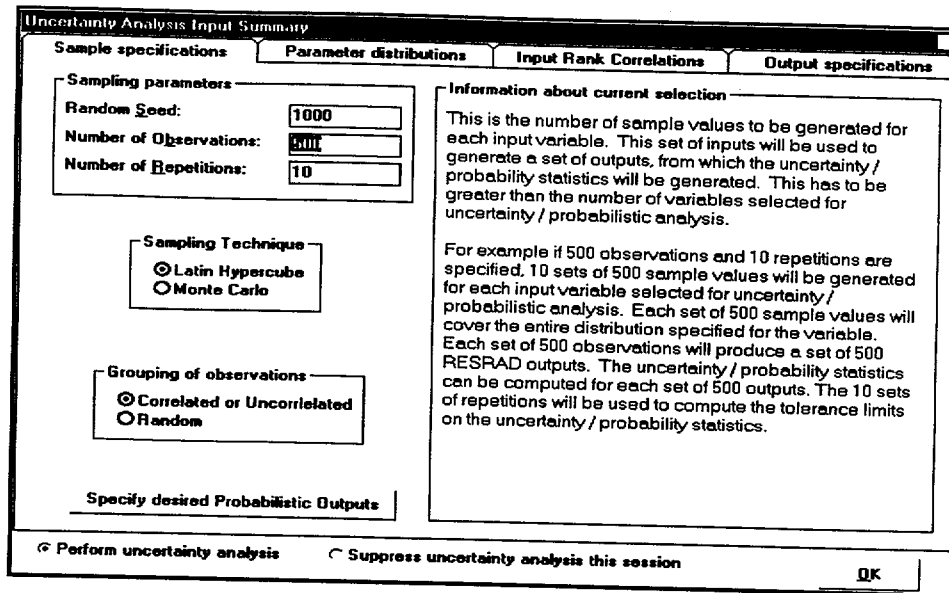 Uncertainty Analysis Input Summary
Sample specifications
Parameter distributions
Input Rank Correlations
Output specifications
Sampling parameters
Random Seed:
1000
Number of Observations:
500
Number of Repetitions:
10
Sampling Technique
Latin Hypercube
Monte Carlo
Grouping of observations
Correlated or Uncorrielated
Random
Specify desired Probabilistic Outputs
Information about current selection
This is the number of sample values to be generated for
each input variable. This set of inputs will be used to
generate a set of outputs, from which the uncertainty /
probability statistics will be generated. This has to be
greater than the number of variables selected for
uncertainty / probabilistic analysis.
For example if 500 observations and 10 repetitions are
specified, 10 sets of 500 sample values will be generated
for each input variable selected for uncertainty /
probabilistic analysis. Each set of 500 sample values will
cover the entire distribution specified for the variable.
Each set of 500 observations will produce a set of 500
RESRAD outputs. The uncertainty / probability statistics
can be computed for each set of 500 outputs. The 10 sets
of repetitions will be used to compute the tolerance limits
on the uncertainty / probability statistics.
Perform uncertainty analysis
Suppress uncertainty analysis this session
OK